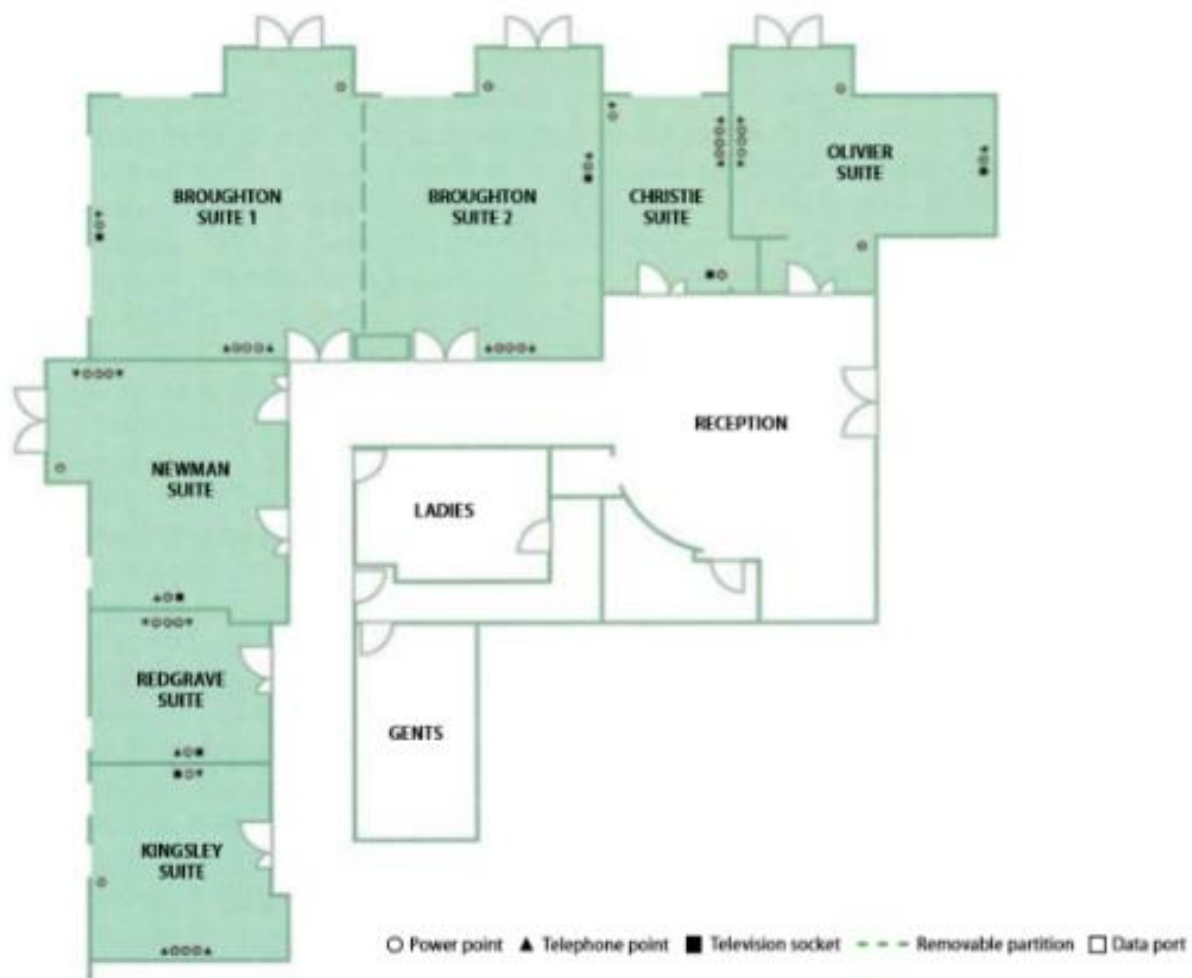 BROUGHTON
SUITE 1
BROUGHTON
SUITE 2
CHRISTIE
SUITE
OLIVIER
SUITE
RECEPTION
NEWMAN
SUITE
LADIES
REDGRAVE
SUITE
GENTS
KINGSLEY
SUITE
Power point Telephone point Television socket Removable partition Data port